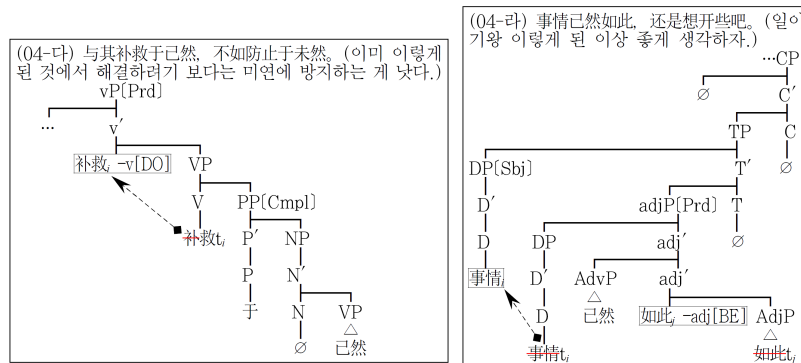 (04-다) 与其补救于已然, 不如防止于未然。(이미 이렇게
된 것에서 해결하려기 보다는 미연에 방지하는 게 낫다.)
vP[Prd]
… v′
补救i -v[DO] VP
V PP[Cmpl]
补救ti P′ NP
P N′
于 N VP
∅ 已然
(04-라) 事情已然如此, 还是想开些吧。(일이
기왕 이렇게 된 이상 좋게 생각하자.)
…CP
∅ C′
TP C
DP[Sbj] T′ ∅
D′ adjP[Prd] T
D DP adj′ ∅
事情i D′ AdvP adj′
D 已然 如此j -adj[BE] AdjP
事情ti 如此ti